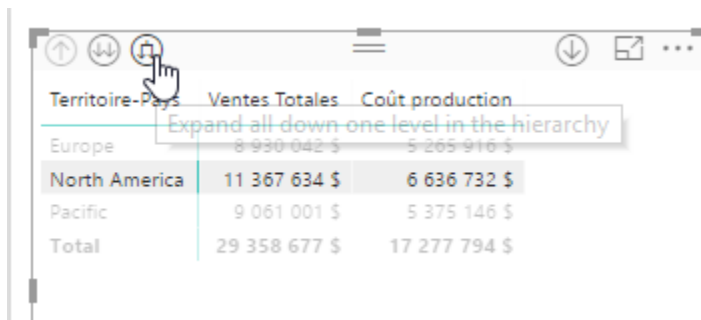 Territoire-Pays Ventes Totales Coût production
Expand all down one level in the hierarchy
Europe 8 930 042 $ 5 265 916 $
North America 11 367 634 $ 6 636 732 $
Pacific 9 061 001 $ 5 375 146 $
Total 29 358 677 $ 17 277 794 $